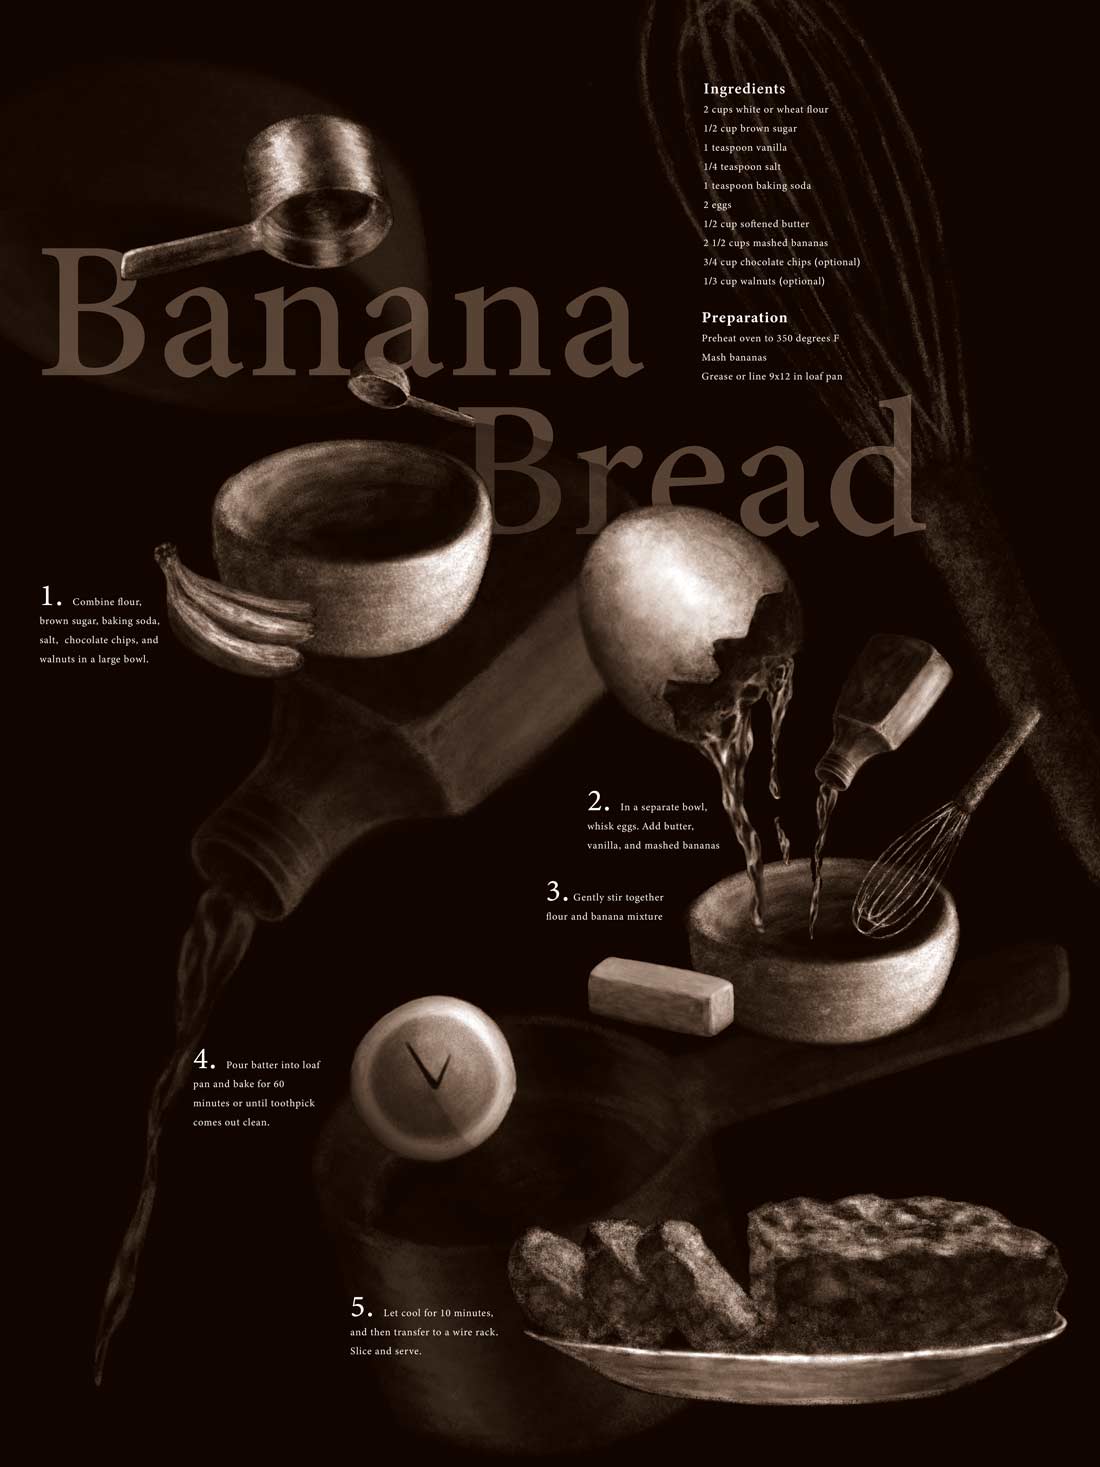 Banana
Bread
Ingredients
2 cups white or wheat flour
1/2 cup brown sugar
1 teaspoon vanilla
1/4 teaspoon salt
1 teaspoon baking soda
2 eggs
1/2 cup softened butter
2 1/2 cups mashed bananas
3/4 cup chocolate chips (optional)
1/3 cup walnuts (optional)
Preparation
Preheat oven to 350 degrees F
Mash bananas
Grease or line 9x12 in loaf pan
1. Combine flour,
brown sugar, baking soda,
salt, chocolate chips, and
walnuts in a large bowl.
2. In a separate bowl,
whisk eggs. Add butter,
vanilla, and mashed bananas
3. Gently stir together
flour and banana mixture
4. Pour batter into loaf
pan and bake for 60
minutes or until toothpick
comes out clean.
5. Let cool for 10 minutes,
and then transfer to a wire rack.
Slice and serve.